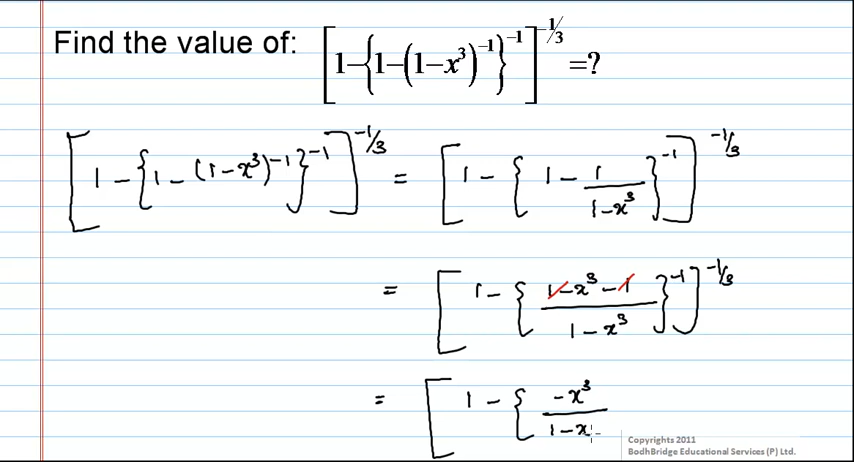 Find the value of: [1−{1−(1−x³)⁻¹}⁻¹]^(−1/3) =?
[1 − {1 − (1−x³)⁻¹}⁻¹]^(−1/3) = [1 − {1 − 1/(1−x³)}⁻¹]^(−1/3)
= [1 − {(1−x³−1)/(1−x³)}⁻¹]^(−1/3)
= [1 − {−x³/(1−x
Copyrights 2011
BodhBridge Educational Services (P) Ltd.